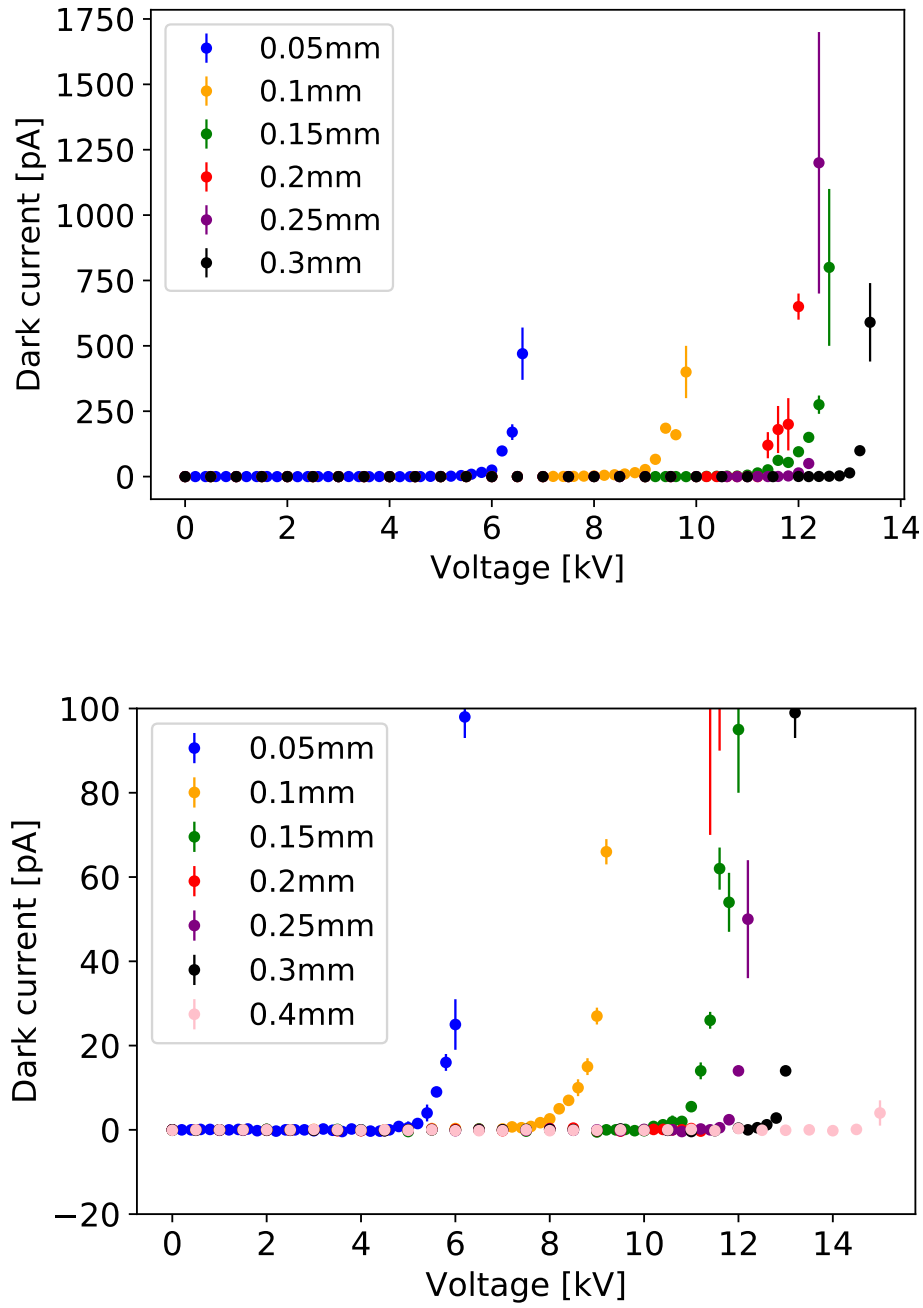 1750
1500
1250
1000
750
500
250
0
Dark current [pA]
0.05mm
0.1mm
0.15mm
0.2mm
0.25mm
0.3mm
0 2 4 6 8 10 12 14
Voltage [kV]
100
80
60
40
20
0
−20
Dark current [pA]
0.05mm
0.1mm
0.15mm
0.2mm
0.25mm
0.3mm
0.4mm
0 2 4 6 8 10 12 14
Voltage [kV]